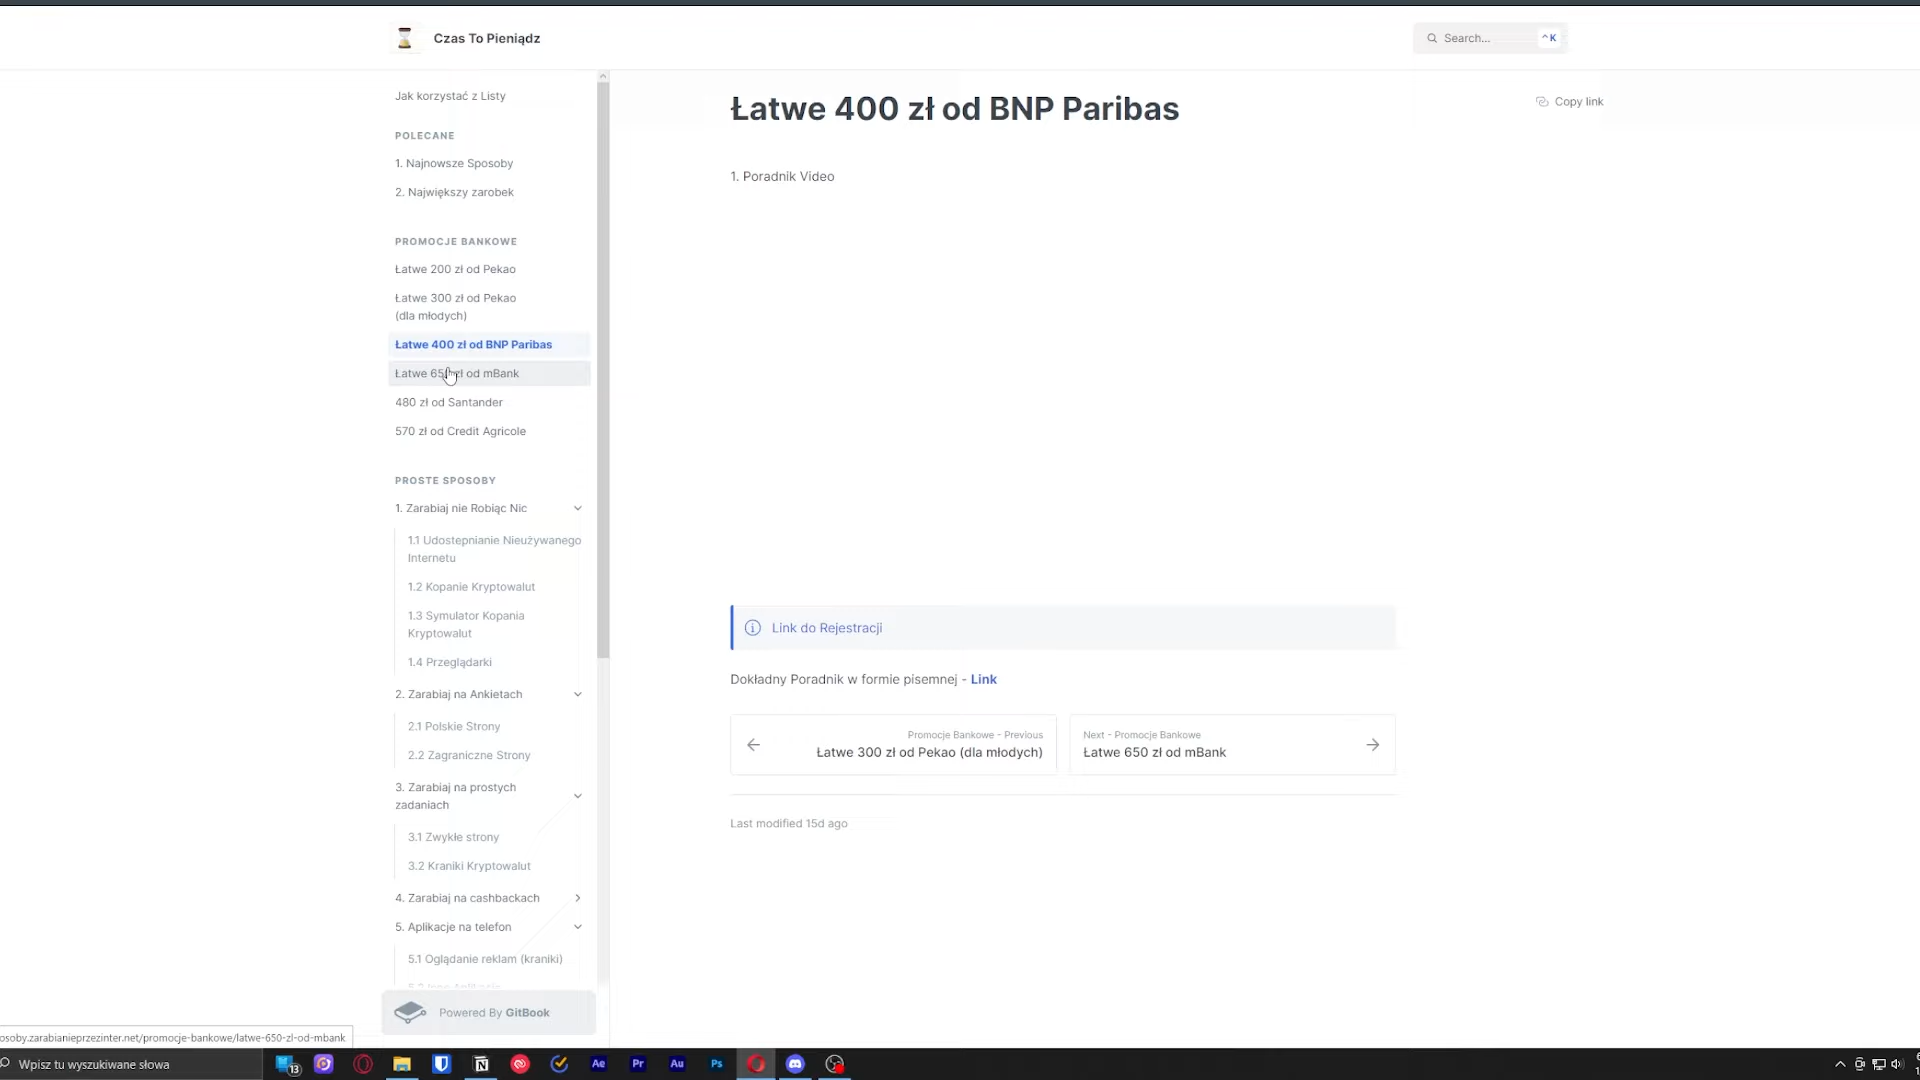 Czas To Pieniądz
Search...
^K
Jak korzystać z Listy
POLECANE
1. Najnowsze Sposoby
2. Największy zarobek
PROMOCJE BANKOWE
Łatwe 200 zł od Pekao
Łatwe 300 zł od Pekao
(dla młodych)
Łatwe 400 zł od BNP Paribas
Łatwe 65 zł od mBank
480 zł od Santander
570 zł od Credit Agricole
PROSTE SPOSOBY
1. Zarabiaj nie Robiąc Nic
1.1 Udostepnianie Nieużywanego
Internetu
1.2 Kopanie Kryptowalut
1.3 Symulator Kopania
Kryptowalut
1.4 Przeglądarki
2. Zarabiaj na Ankietach
2.1 Polskie Strony
2.2 Zagraniczne Strony
3. Zarabiaj na prostych
zadaniach
3.1 Zwykłe strony
3.2 Kraniki Kryptowalut
4. Zarabiaj na cashbackach
5. Aplikacje na telefon
5.1 Oglądanie reklam (kraniki)
Powered By GitBook
Łatwe 400 zł od BNP Paribas
Copy link
1. Poradnik Video
Link do Rejestracji
Dokładny Poradnik w formie pisemnej - Link
Promocje Bankowe - Previous
Łatwe 300 zł od Pekao (dla młodych)
Next - Promocje Bankowe
Łatwe 650 zł od mBank
Last modified 15d ago
osoby.zarabianieprzezinter.net/promocje-bankowe/latwe-650-zl-od-mbank
Wpisz tu wyszukiwane słowa
13
Ae
Pr
Au
Ps